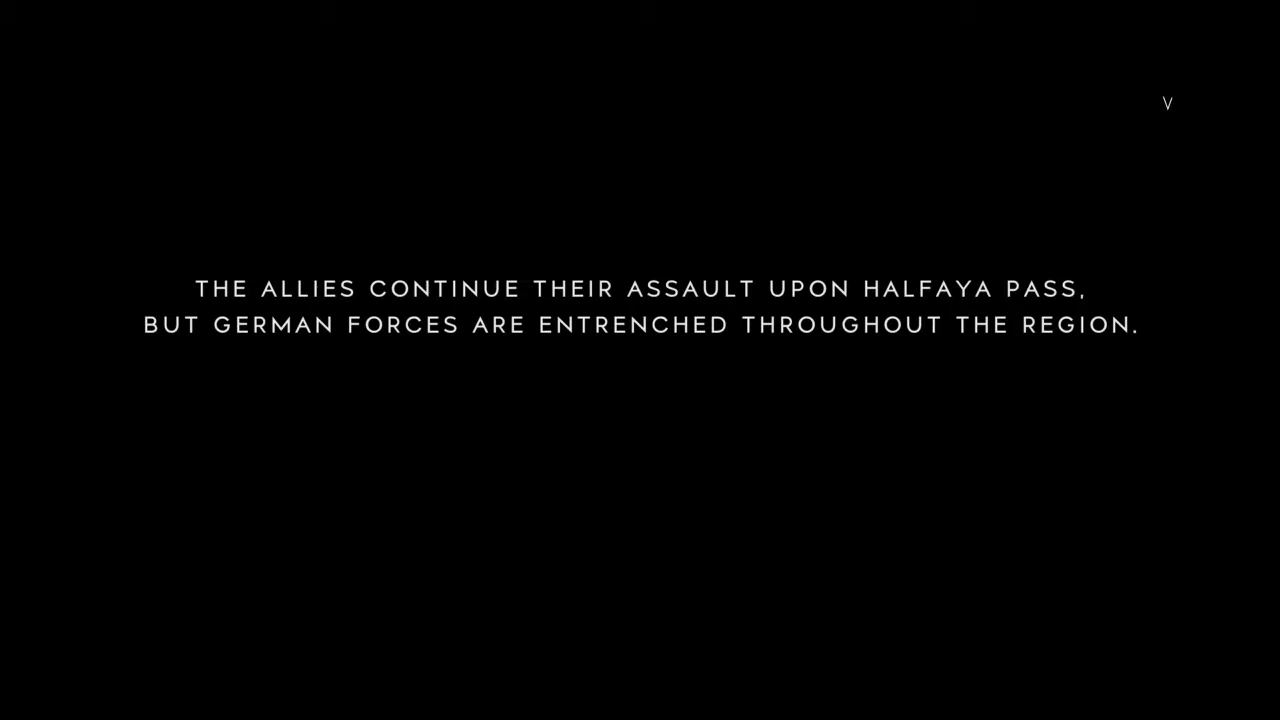 V
THE ALLIES CONTINUE THEIR ASSAULT UPON HALFAYA PASS,
BUT GERMAN FORCES ARE ENTRENCHED THROUGHOUT THE REGION.